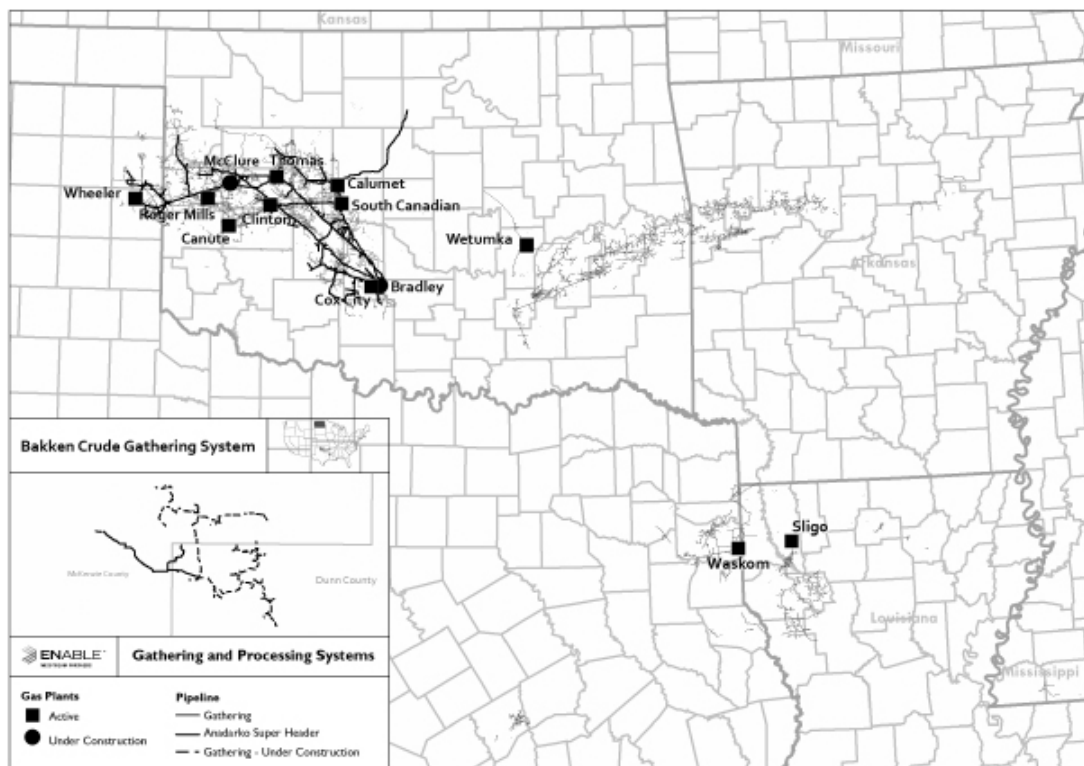 Kansas
Missouri
McClure
Thomas
Wheeler
Calumet
Roger Mills
Clinton
South Canadian
Canute
Wetumka
Arkansas
Cox City
Bradley
Bakken Crude Gathering System
McKenzie County
Dunn County
Sligo
Waskom
Louisiana
Mississippi
ENABLE
MIDSTREAM PARTNERS
Gathering and Processing Systems
Gas Plants
Active
Under Construction
Pipeline
Gathering
Anadarko Super Header
Gathering - Under Construction